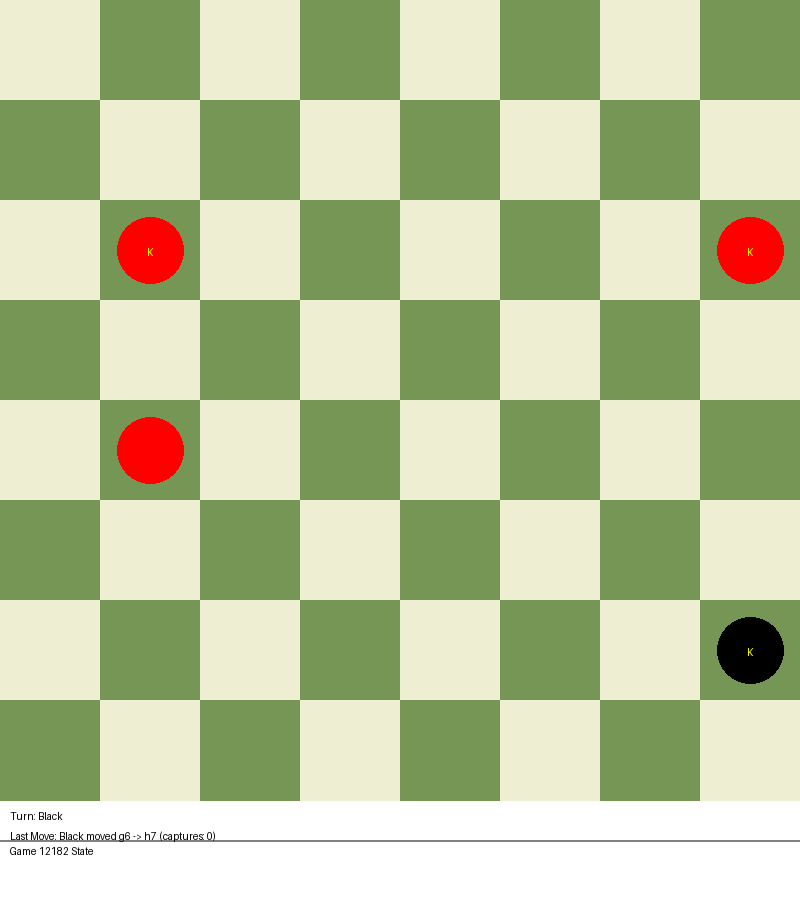 K
K
K
Turn: Black
Last Move: Black moved g6 -> h7 (captures: 0)
Game 12182 State